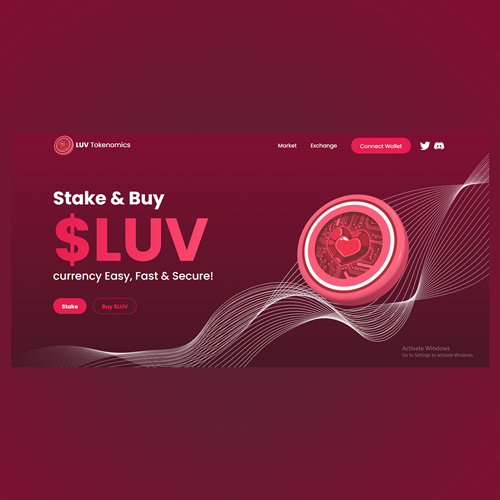 LUV Tokenomics
Market
Exchange
Connect Wallet
Stake & Buy
$LUV
currency Easy, Fast & Secure!
Stake
Buy $LUV
Activate Windows
Go to Settings to activate Windows.